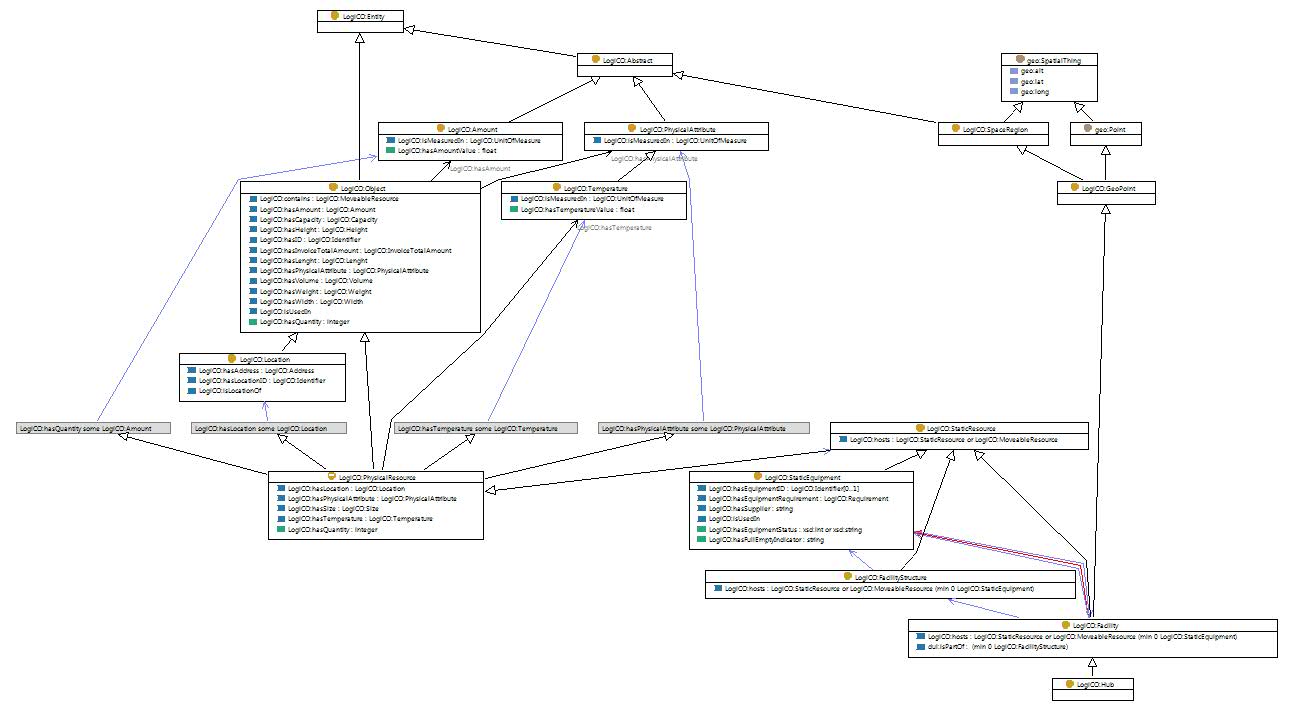 LogICO:Entity
LogICO:Abstract
geo:SpatialThing
geo:alt
geo:lat
geo:long
LogICO:Amount
LogICO:isMeasuredIn : LogICO:UnitOfMeasure
LogICO:hasAmountValue : float
LogICO:PhysicalAttribute
LogICO:isMeasuredIn : LogICO:UnitOfMeasure
LogICO:SpaceRegion
geo:Point
LogICO:hasPhysicalAttribute
LogICO:hasAmount
LogICO:Object
LogICO:contains : LogICO:MoveableResource
LogICO:hasAmount : LogICO:Amount
LogICO:hasCapacity : LogICO:Capacity
LogICO:hasHeight : LogICO:Height
LogICO:hasID : LogICO:Identifier
LogICO:hasInvoiceTotalAmount : LogICO:InvoiceTotalAmount
LogICO:hasLenght : LogICO:Lenght
LogICO:hasPhysicalAttribute : LogICO:PhysicalAttribute
LogICO:hasVolume : LogICO:Volume
LogICO:hasWeight : LogICO:Weight
LogICO:hasWidth : LogICO:Width
LogICO:isUsedIn
LogICO:hasQuantity : integer
LogICO:Temperature
LogICO:isMeasuredIn : LogICO:UnitOfMeasure
LogICO:hasTemperatureValue : float
LogICO:hasTemperature
LogICO:GeoPoint
LogICO:Location
LogICO:hasAddress : LogICO:Address
LogICO:hasLocationID : LogICO:Identifier
LogICO:isLocationOf
LogICO:hasQuantity some LogICO:Amount
LogICO:hasLocation some LogICO:Location
LogICO:hasTemperature some LogICO:Temperature
LogICO:hasPhysicalAttribute some LogICO:PhysicalAttribute
LogICO:StaticResource
LogICO:hosts : LogICO:StaticResource or LogICO:MoveableResource
LogICO:PhysicalResource
LogICO:hasLocation : LogICO:Location
LogICO:hasPhysicalAttribute : LogICO:PhysicalAttribute
LogICO:hasSize : LogICO:Size
LogICO:hasTemperature : LogICO:Temperature
LogICO:hasQuantity : integer
LogICO:StaticEquipment
LogICO:hasEquipmentID : LogICO:Identifier[0..1]
LogICO:hasEquipmentRequirement : LogICO:Requirement
LogICO:hasSupplier : string
LogICO:isUsedIn
LogICO:hasEquipmentStatus : xsd:int or xsd:string
LogICO:hasFullEmptyIndicator : string
LogICO:FacilityStructure
LogICO:hosts : LogICO:StaticResource or LogICO:MoveableResource (min 0 LogICO:StaticEquipment)
LogICO:Facility
LogICO:hosts : LogICO:StaticResource or LogICO:MoveableResource (min 0 LogICO:StaticEquipment)
dul:isPartOf : (min 0 LogICO:FacilityStructure)
LogICO:Hub